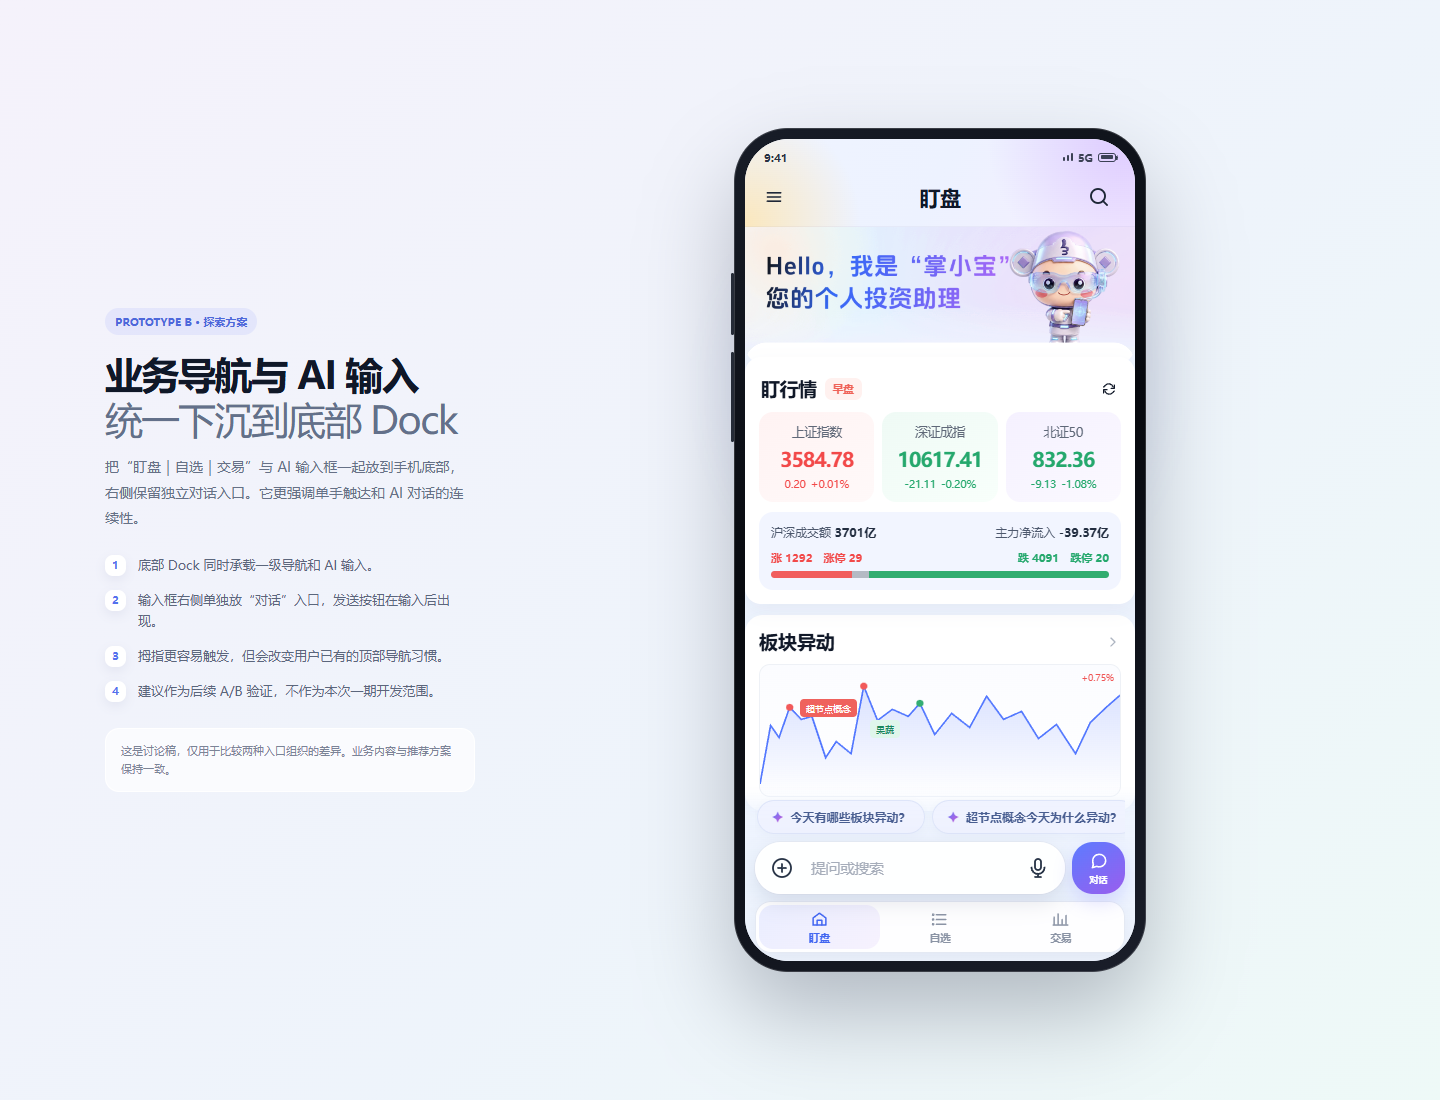 PROTOTYPE B • 探索方案
业务导航与 AI 输入
统一下沉到底部 Dock
把“盯盘 | 自选 | 交易”与 AI 输入框一起放到手机底部，
右侧保留独立对话入口。它更强调单手触达和 AI 对话的连
续性。
1 底部 Dock 同时承载一级导航和 AI 输入。
2 输入框右侧单独放“对话”入口，发送按钮在输入后出
现。
3 拇指更容易触发，但会改变用户已有的顶部导航习惯。
4 建议作为后续 A/B 验证，不作为本次一期开发范围。
这是讨论稿，仅用于比较两种入口组织的差异。业务内容与推荐方案
保持一致。
9:41 5G
盯盘
Hello，我是“掌小宝”
您的个人投资助理
盯行情 早盘
上证指数 深证成指 北证50
3584.78 10617.41 832.36
0.20 +0.01% -21.11 -0.20% -9.13 -1.08%
沪深成交额 3701亿 主力净流入 -39.37亿
涨 1292 涨停 29 跌 4091 跌停 20
板块异动
+0.75%
超节点概念
果蔬
今天有哪些板块异动? 超节点概念今天为什么异动?
提问或搜索 对话
盯盘 自选 交易